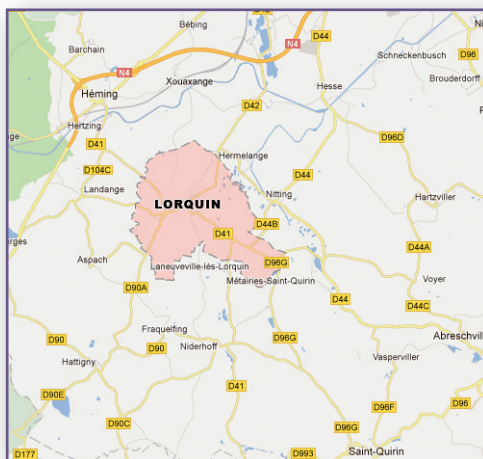 D42
Bébing
D44
N4
Barchain
Schneckenbusch
D96
N4
Xouaxange
Brouderdorff
Héming
Hesse
D42
Hertzing
D96D
D41
Hermelange
D104C
D44
Landange
Nitting
Hartzviller
LORQUIN
D44B
D41
D44A
Aspach
Laneuveville-lès-Lorquin
D96G
Voyer
D90A
Métairies-Saint-Quirin
D44
D44C
Fraquelfing
D96G
Abreschvil
D90
D90
Niderhoff
Hattigny
Vasperviller
D41
D90E
D96F
D96
D90C
D96G
D177
D993
Saint-Quirin